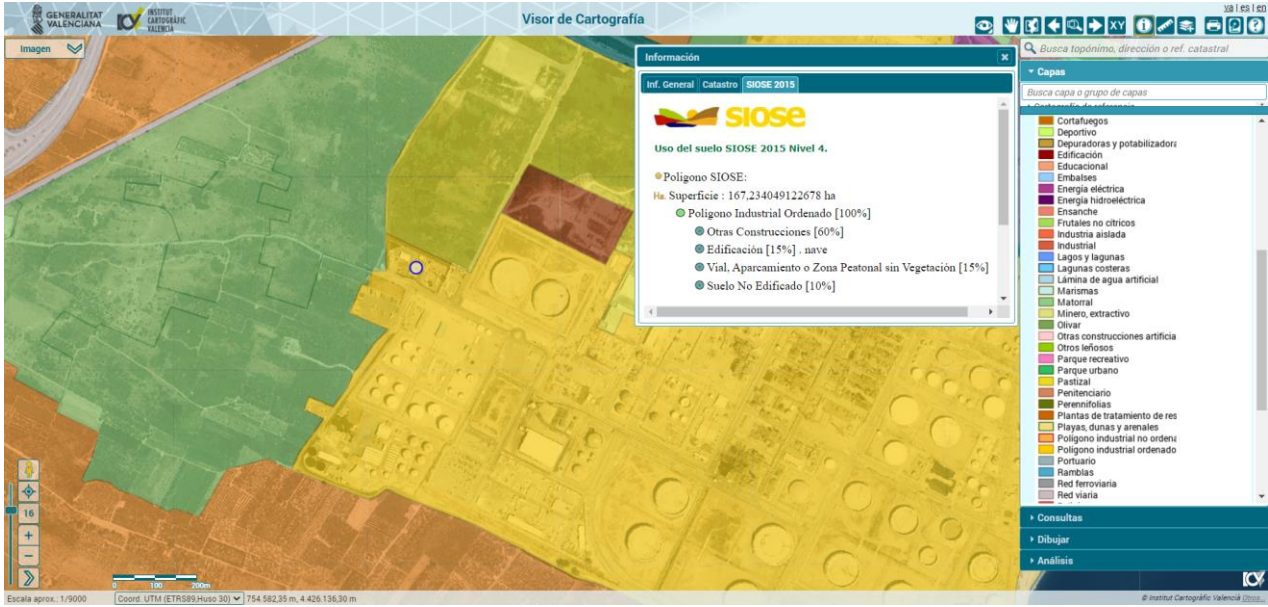 GENERALITAT
VALENCIANA
INSTITUT
CARTOGRÀFIC
VALENCIÀ
Visor de Cartografía
va | es | en
XY
Imagen
Busca topónimo, dirección o ref. catastral
Información
Inf. General
Catastro
SIOSE 2015
siose
Uso del suelo SIOSE 2015 Nivel 4.
Poligono SIOSE:
Ha. Superficie : 167,234049122678 ha
Poligono Industrial Ordenado [100%]
Otras Construcciones [60%]
Edificación [15%] . nave
Vial, Aparcamiento o Zona Peatonal sin Vegetación [15%]
Suelo No Edificado [10%]
Capas
Busca capa o grupo de capas
Cartografía de referencia
Cortafuegos
Deportivo
Depuradoras y potabilizadora
Edificación
Educacional
Embalses
Energía eléctrica
Energía hidroeléctrica
Ensanche
Frutales no cítricos
Industria aislada
Industrial
Lagos y lagunas
Lagunas costeras
Lámina de agua artificial
Marismas
Matorral
Minero, extractivo
Olivar
Otras construcciones artificia
Otros leñosos
Parque recreativo
Parque urbano
Pastizal
Penitenciario
Perennifolias
Plantas de tratamiento de res
Playas, dunas y arenales
Polígono industrial no ordena
Polígono industrial ordenado
Portuario
Ramblas
Red ferroviaria
Red viaria
Consultas
Dibujar
Análisis
16
0 100 200m
Escala aprox.: 1/9000
Coord. UTM (ETRS89,Huso 30)
754.582,35 m, 4.426.136,30 m
ICV
© Institut Cartogràfic Valencià